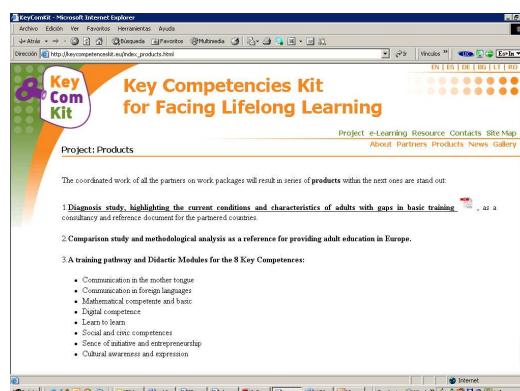 KeyComKit - Microsoft Internet Explorer
Archivo Edición Ver Favoritos Herramientas Ayuda
Atrás Búsqueda Favoritos Multimedia
Dirección http://keycompetenceskit.eu/index_products.html Ir Vínculos
EN | ES | DE | BG | LT | RO
Key Com Kit
Key Competencies Kit
for Facing Lifelong Learning
Project e-Learning Resource Contacts Site Map
About Partners Products News Gallery
Project: Products
The coordinated work of all the partners on work packages will result in series of products within the next ones are stand out:
1.Diagnosis study, highlighting the current conditions and characteristics of adults with gaps in basic training , as a
consultancy and reference document for the partnered countries.
2.Comparison study and methodological analysis as a reference for providing adult education in Europe.
3.A training pathway and Didactic Modules for the 8 Key Competences:
Communication in the mother tongue
Communication in foreign languages
Mathematical competente and basic
Digital competence
Learn to learn
Social and civic competences
Sence of initiative and entrepreneurship
Cultural awareness and expression
Internet